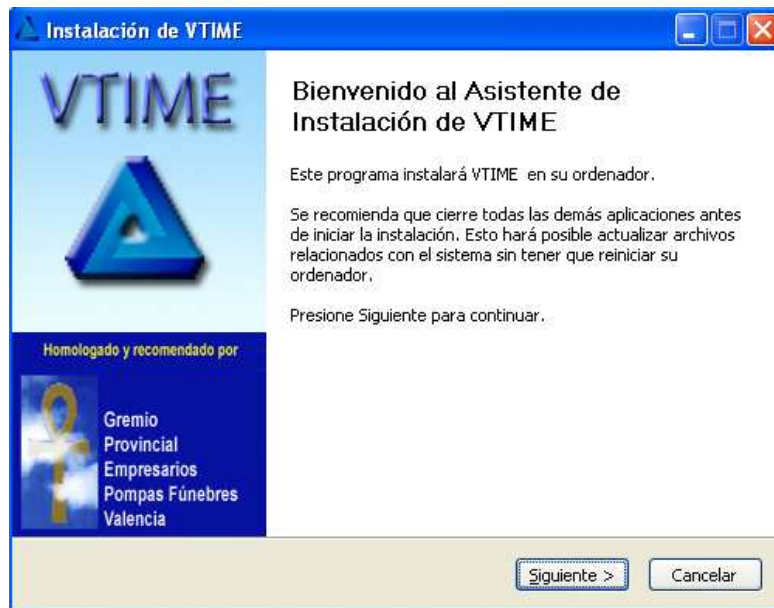 Instalación de VTIME
VTIME
Homologado y recomendado por
Gremio
Provincial
Empresarios
Pompas Fúnebres
Valencia
Bienvenido al Asistente de
Instalación de VTIME
Este programa instalará VTIME en su ordenador.
Se recomienda que cierre todas las demás aplicaciones antes
de iniciar la instalación. Esto hará posible actualizar archivos
relacionados con el sistema sin tener que reiniciar su
ordenador.
Presione Siguiente para continuar.
Siguiente >
Cancelar